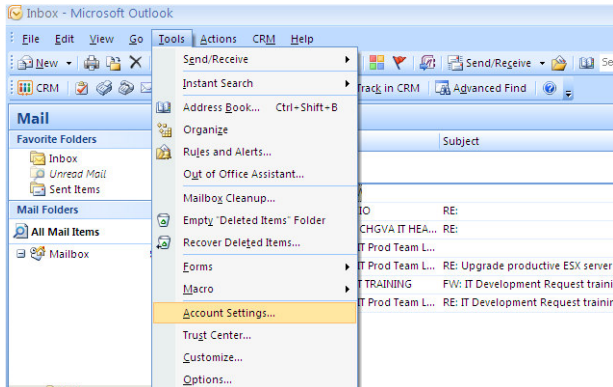 Inbox - Microsoft Outlook
File Edit View Go Tools Actions CRM Help
New Send/Receive
CRM Track in CRM Advanced Find
Send/Receive
Instant Search
Address Book... Ctrl+Shift+B
Organize
Rules and Alerts...
Out of Office Assistant...
Mailbox Cleanup...
Empty "Deleted Items" Folder
Recover Deleted Items...
Forms
Macro
Account Settings...
Trust Center...
Customize...
Options...
Mail
Favorite Folders
Inbox
Unread Mail
Sent Items
Mail Folders
All Mail Items
Mailbox
Subject
IO RE:
CHGVA IT HEA... RE:
IT Prod Team L...
IT Prod Team L... RE: Upgrade productive ESX server
T TRAINING FW: IT Development Request traini
IT Prod Team L... RE: IT Development Request trainin